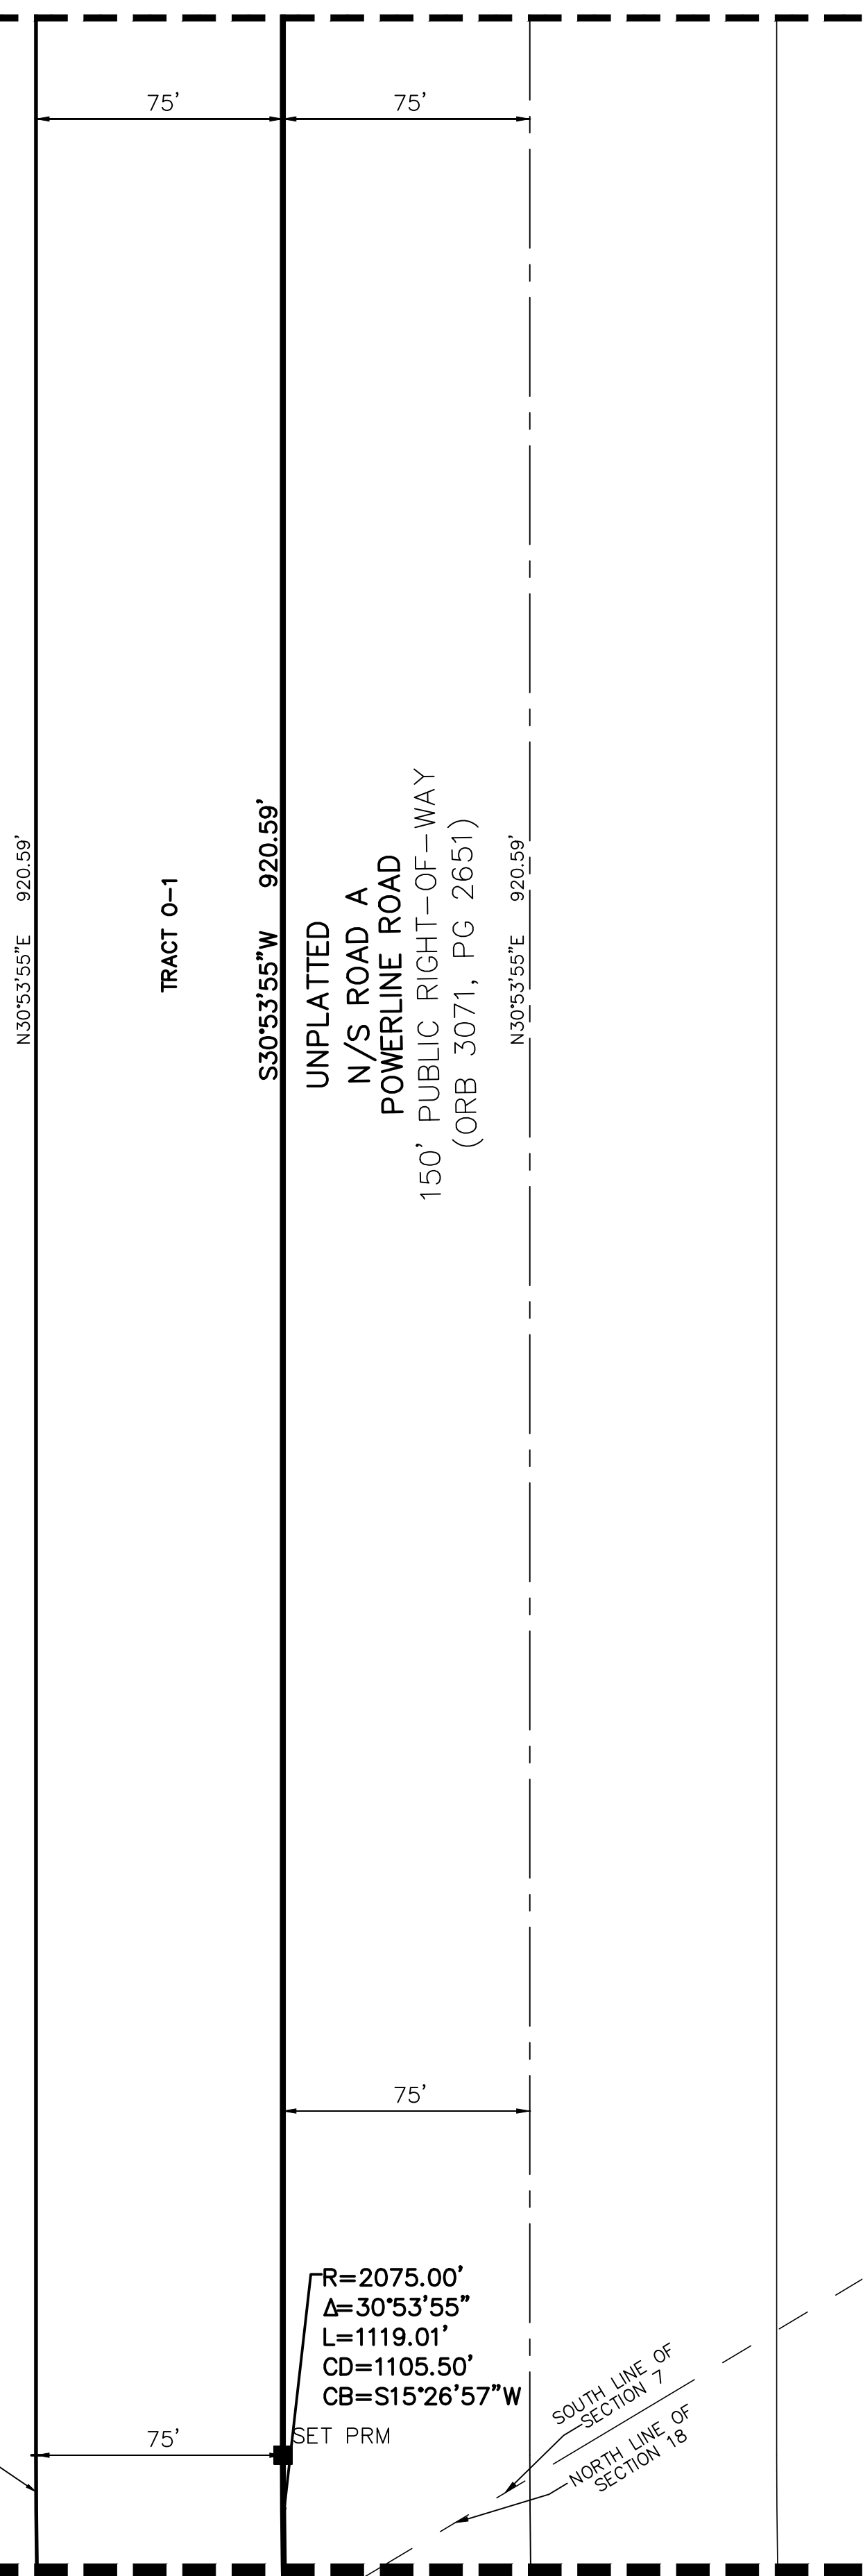 75'
75'
N30°53'55"E 920.59'
TRACT O-1
S30°53'55"W 920.59'
UNPLATTED
N/S ROAD A
POWERLINE ROAD
150' PUBLIC RIGHT-OF-WAY
(ORB 3071, PG 2651)
N30°53'55"E 920.59'
75'
R=2075.00'
Δ=30°53'55"
L=1119.01'
CD=1105.50'
CB=S15°26'57"W
SET PRM
75'
SOUTH LINE OF
SECTION 7
NORTH LINE OF
SECTION 18